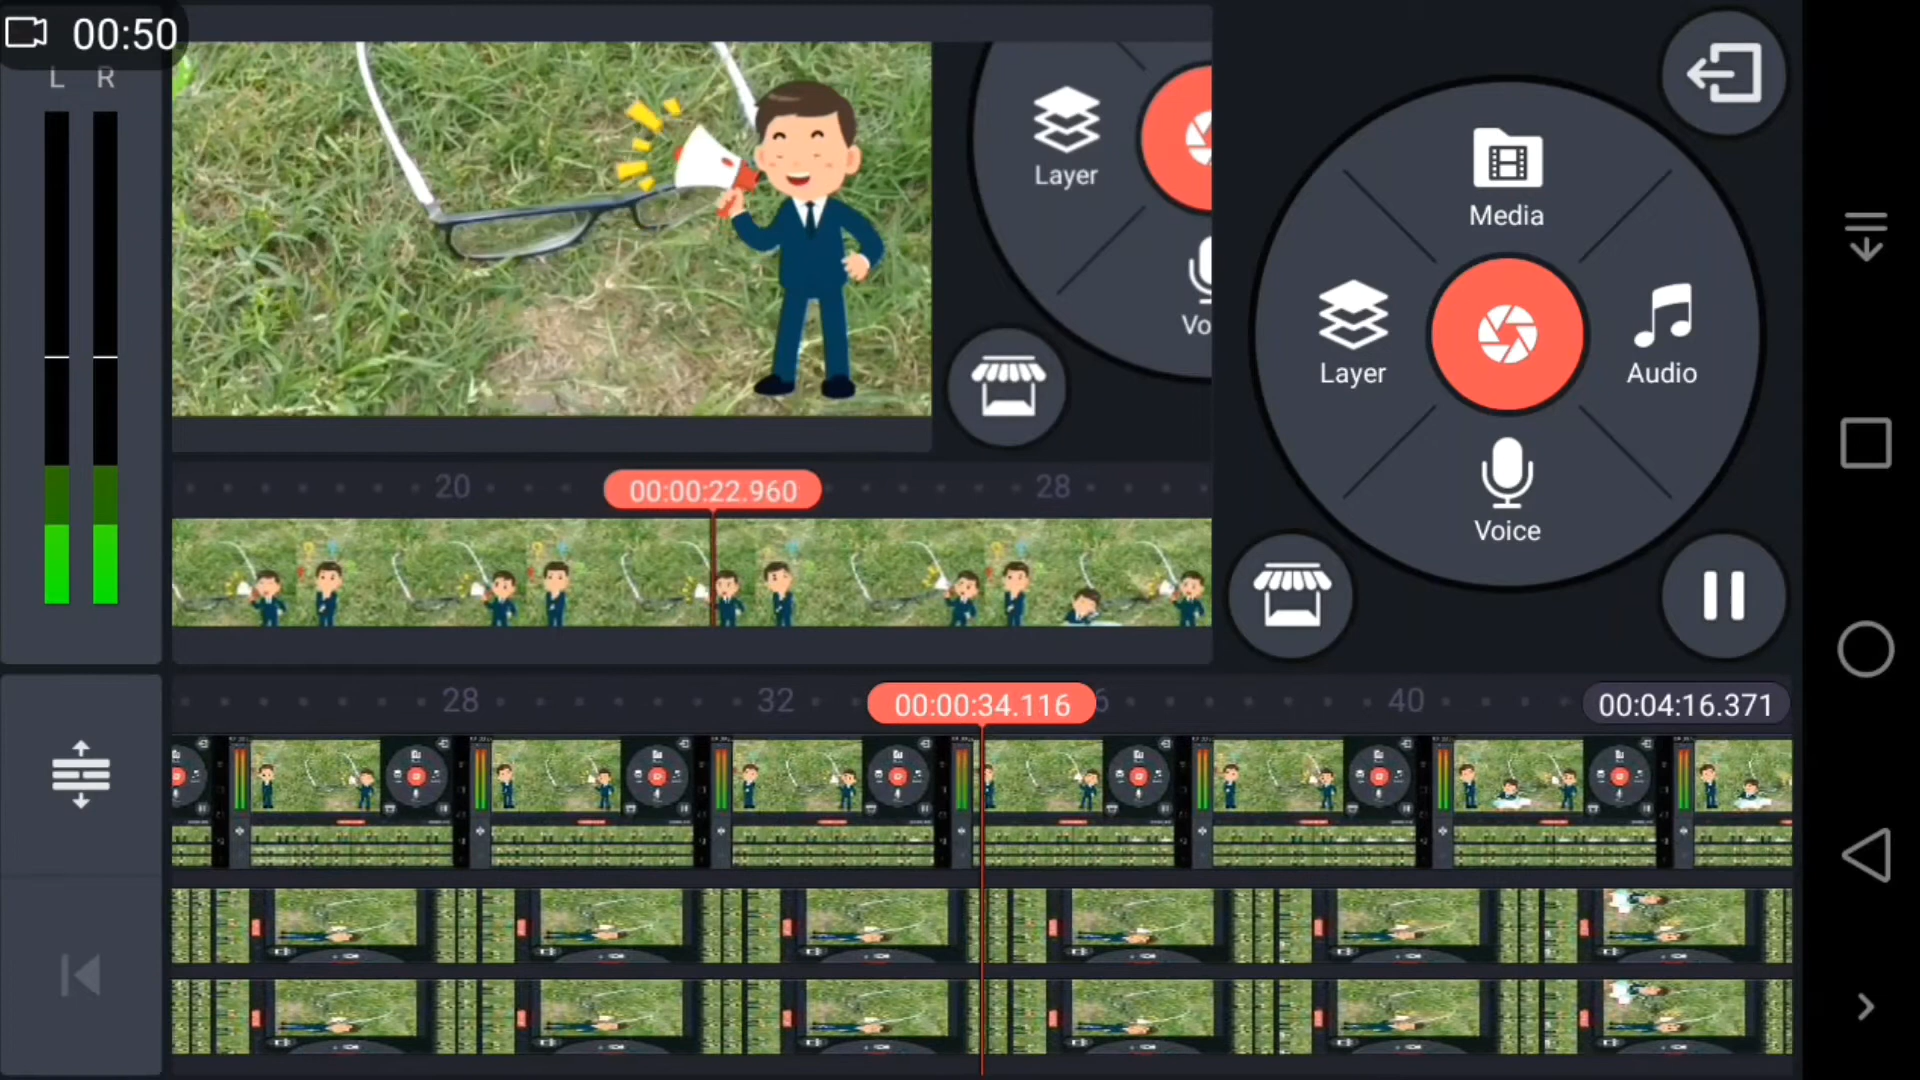 00:50
L R
Layer
Vo
Media
Layer
Audio
Voice
20
00:00:22.960
28
28
32
00:00:34.116
6
40
00:04:16.371